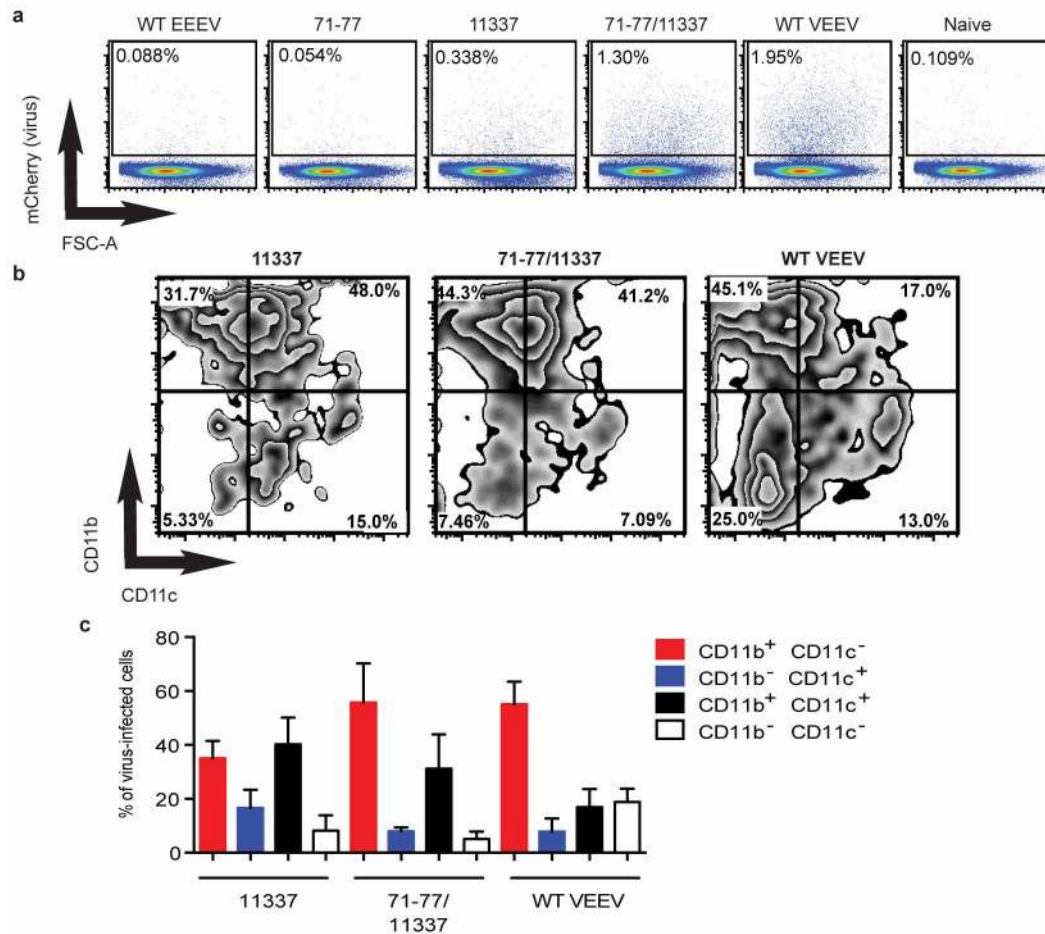 a
WT EEEV 71-77 11337 71-77/11337 WT VEEV Naive
0.088% 0.054% 0.338% 1.30% 1.95% 0.109%
mCherry (virus)
FSC-A
b
11337 71-77/11337 WT VEEV
31.7% 48.0% 44.3% 41.2% 45.1% 17.0%
5.33% 15.0% 7.46% 7.09% 25.0% 13.0%
CD11b
CD11c
c
% of virus-infected cells
80
60
40
20
0
11337 71-77/ WT VEEV
11337
CD11b+ CD11c-
CD11b- CD11c+
CD11b+ CD11c+
CD11b- CD11c-